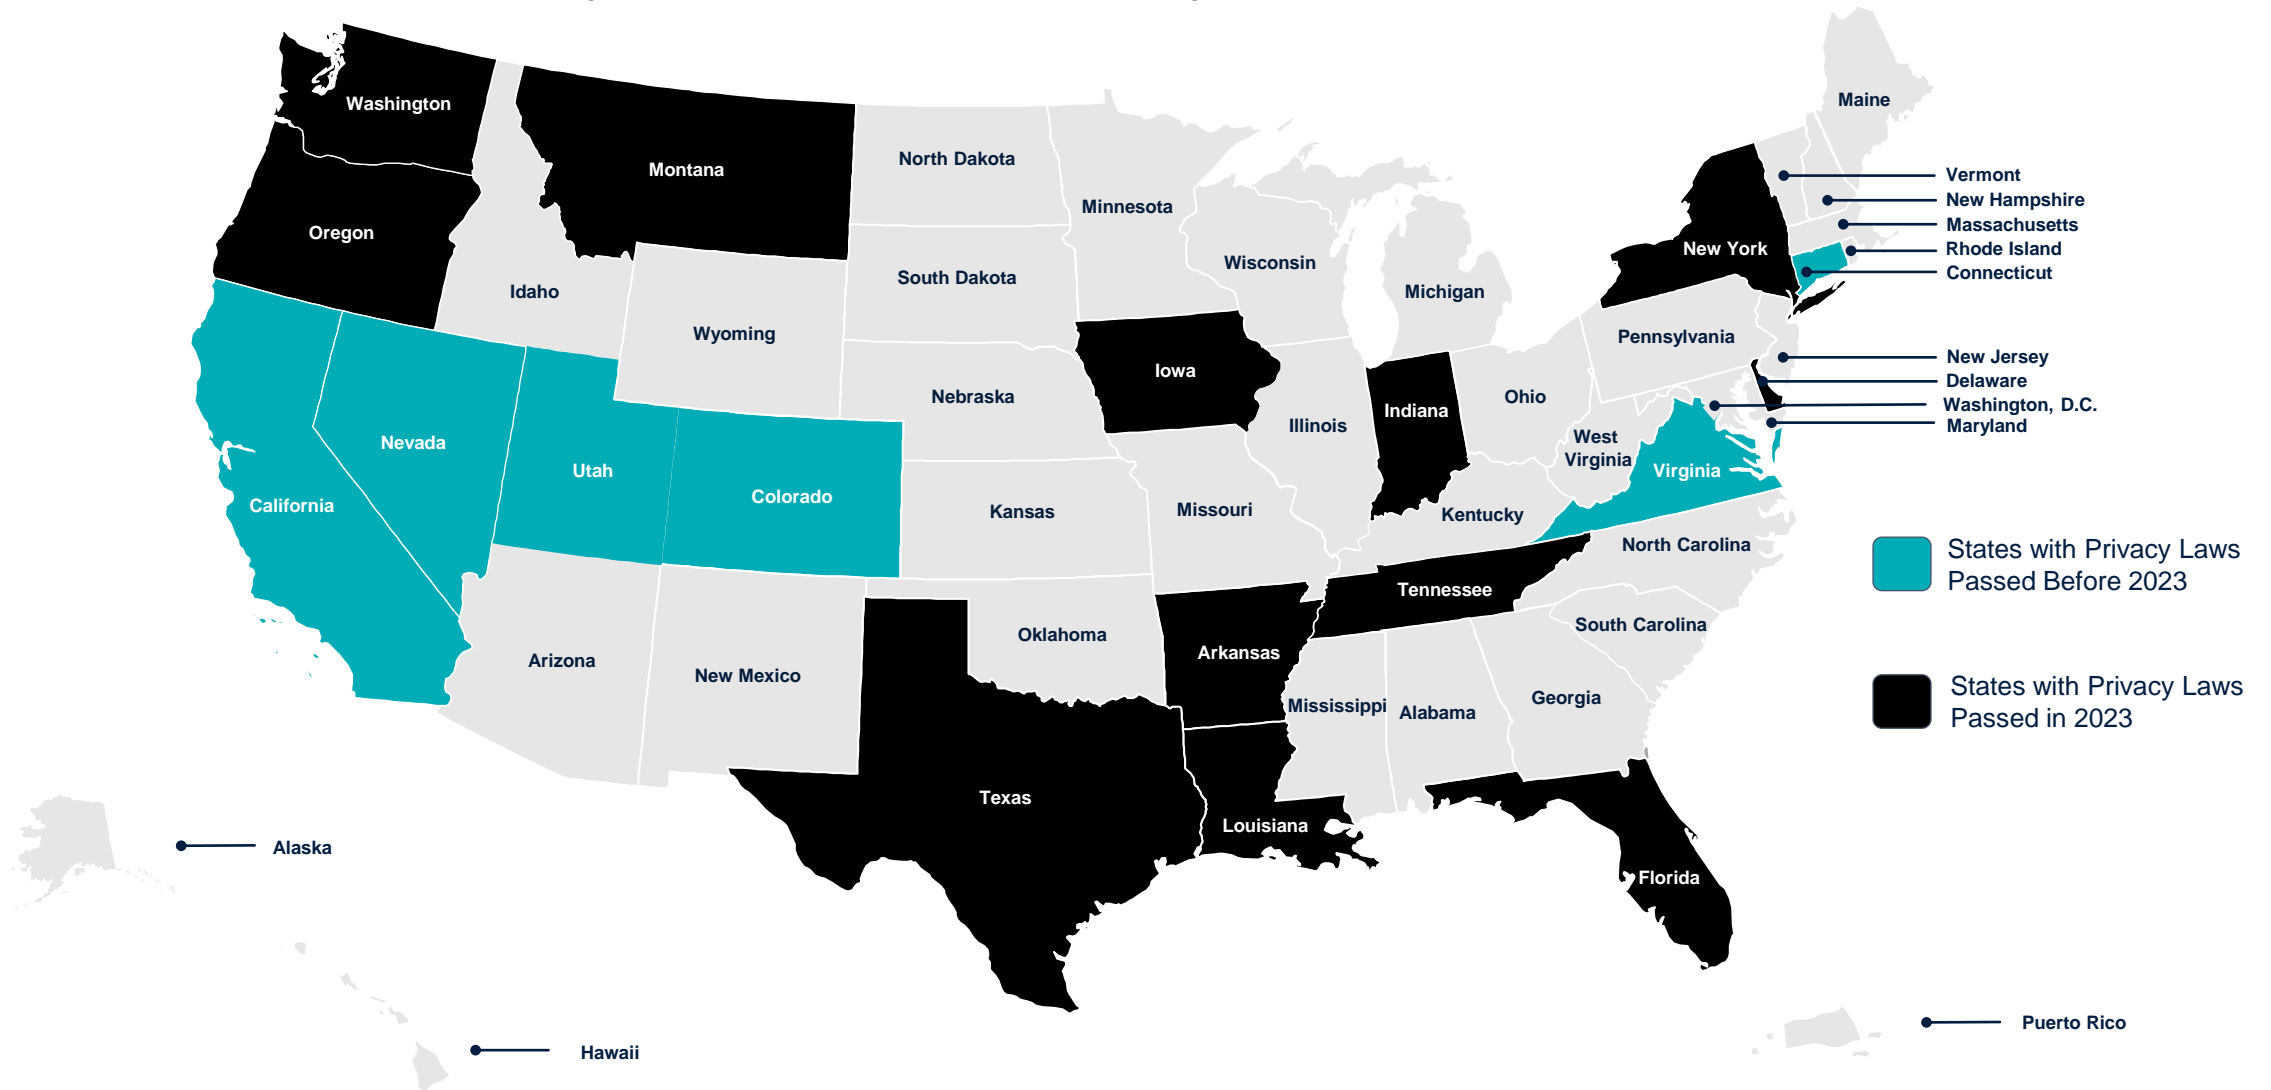 Maine
Washington
North Dakota
Montana
Vermont
New Hampshire
Minnesota
Massachusetts
Oregon
New York
Rhode Island
Wisconsin
Connecticut
South Dakota
Idaho
Michigan
Wyoming
Pennsylvania
New Jersey
Iowa
Delaware
Nebraska
Ohio
Washington, D.C.
Indiana
Illinois
Maryland
Nevada
West
Virginia
Utah
Virginia
Colorado
California
Kansas
Missouri
Kentucky
North Carolina
States with Privacy Laws
Passed Before 2023
Tennessee
South Carolina
Oklahoma
Arkansas
Arizona
New Mexico
States with Privacy Laws
Passed in 2023
Georgia
Mississippi
Alabama
Texas
Louisiana
Alaska
Florida
Puerto Rico
Hawaii